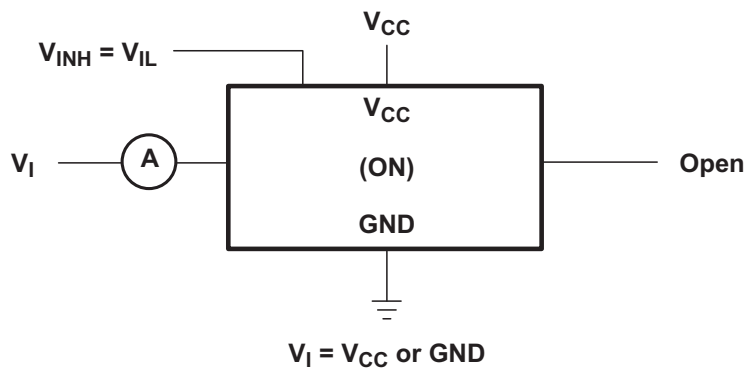 V_CC
V_INH = V_IL
V_CC
V_I
A
(ON)
Open
GND
V_I = V_CC or GND